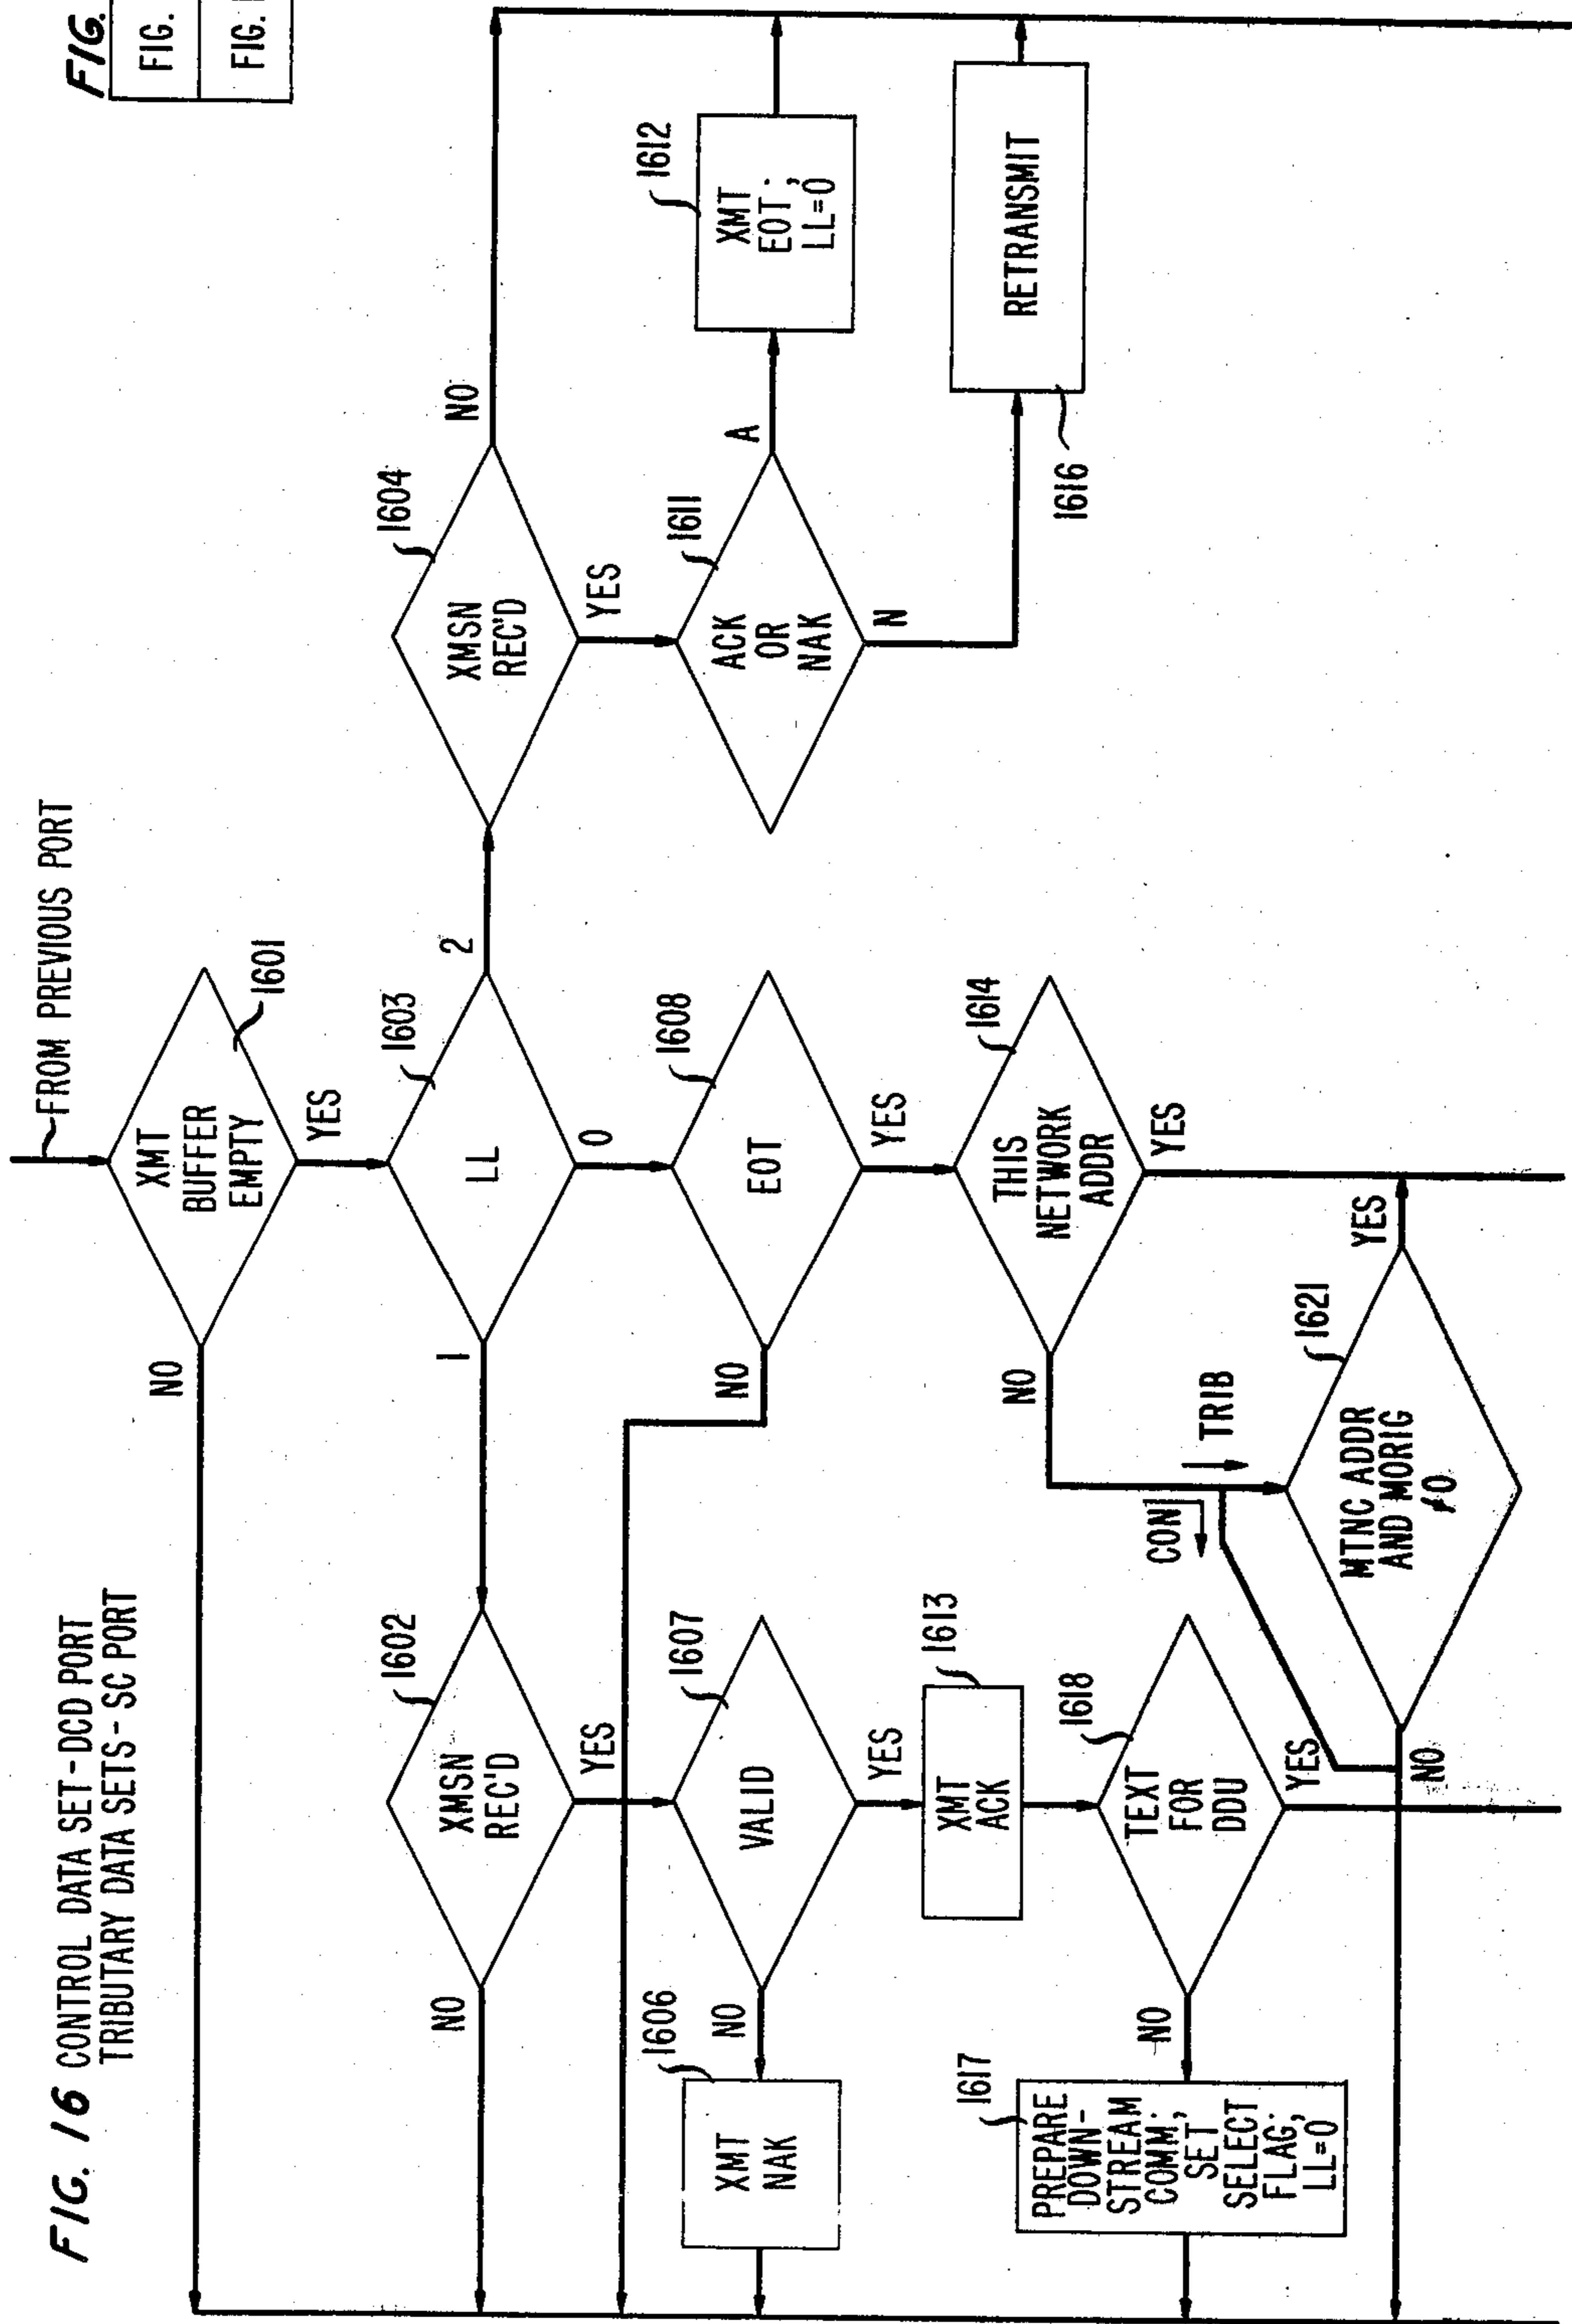 FIG. 16 CONTROL DATA SET-DCD PORT
TRIBUTARY DATA SETS-SC PORT
FIG.
FIG.
FIG.
FROM PREVIOUS PORT
XMT
BUFFER
EMPTY
1601
NO
YES
LL
1603
1
2
0
XMSN
REC'D
1602
NO
YES
XMSN
REC'D
1604
NO
YES
VALID
1607
NO
YES
1606
XMT
NAK
EOT
1608
NO
YES
ACK
OR
NAK
1611
A
N
1612
XMT
EOT;
LL=0
1613
XMT
ACK
THIS
NETWORK
ADDR
1614
NO
YES
RETRANSMIT
1616
TEXT
FOR
DDU
1618
NO
YES
1617
PREPARE
DOWN-
STREAM
COMM;
SET
SELECT
FLAG;
LL=0
CON
TRIB
MTNC ADDR
AND MORIG
≠0
1621
YES
NO